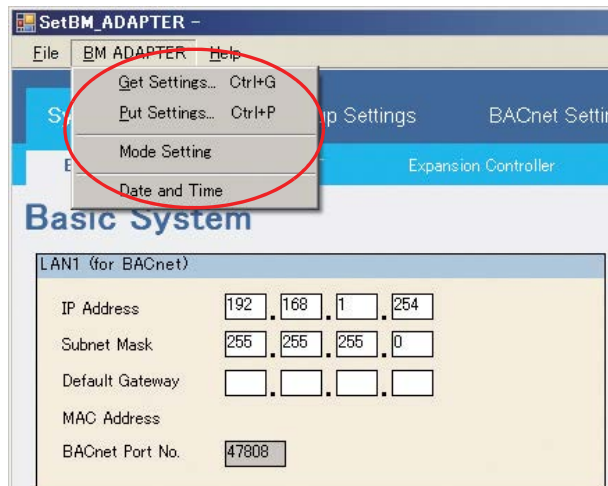 SetBM_ADAPTER -
File BM ADAPTER Help
Get Settings... Ctrl+G
Put Settings... Ctrl+P
Mode Setting
Date and Time
Settings BACnet
Expansion Controller
Basic System
LAN1 (for BACnet)
IP Address 192 . 168 . 1 . 254
Subnet Mask 255 . 255 . 255 . 0
Default Gateway . . .
MAC Address
BACnet Port No. 47808